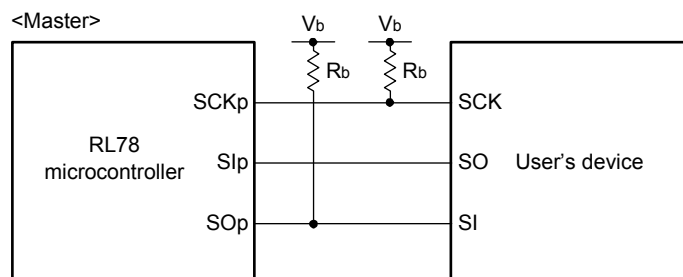 <Master>
Vb Vb
Rb Rb
SCKp SCK
RL78
microcontroller
SIp SO User's device
SOp SI